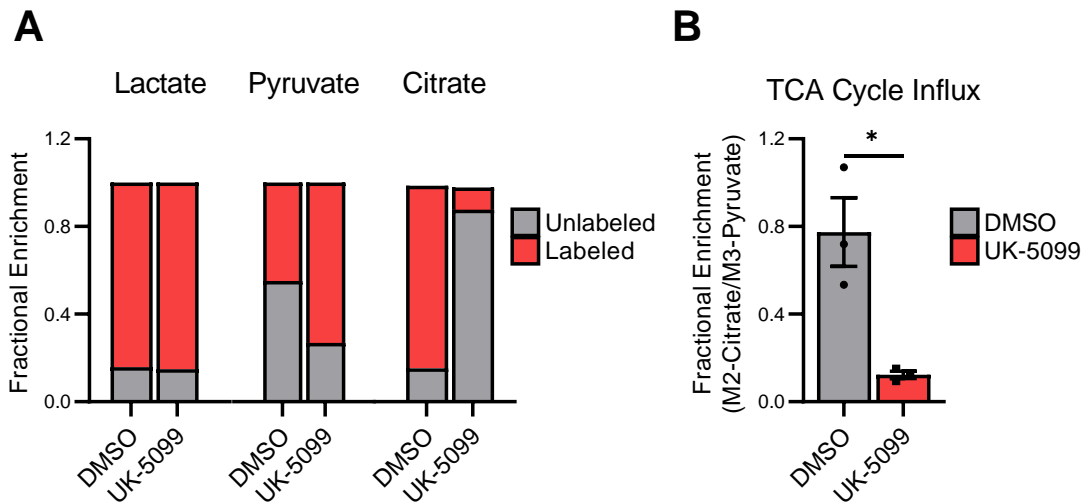 A
Lactate Pyruvate Citrate
Fractional Enrichment
1.2
0.8
0.4
0.0
DMSO
UK-5099
DMSO
UK-5099
DMSO
UK-5099
Unlabeled
Labeled
B
TCA Cycle Influx
Fractional Enrichment
(M2-Citrate/M3-Pyruvate)
1.2
0.8
0.4
0.0
*
DMSO
UK-5099
DMSO
UK-5099